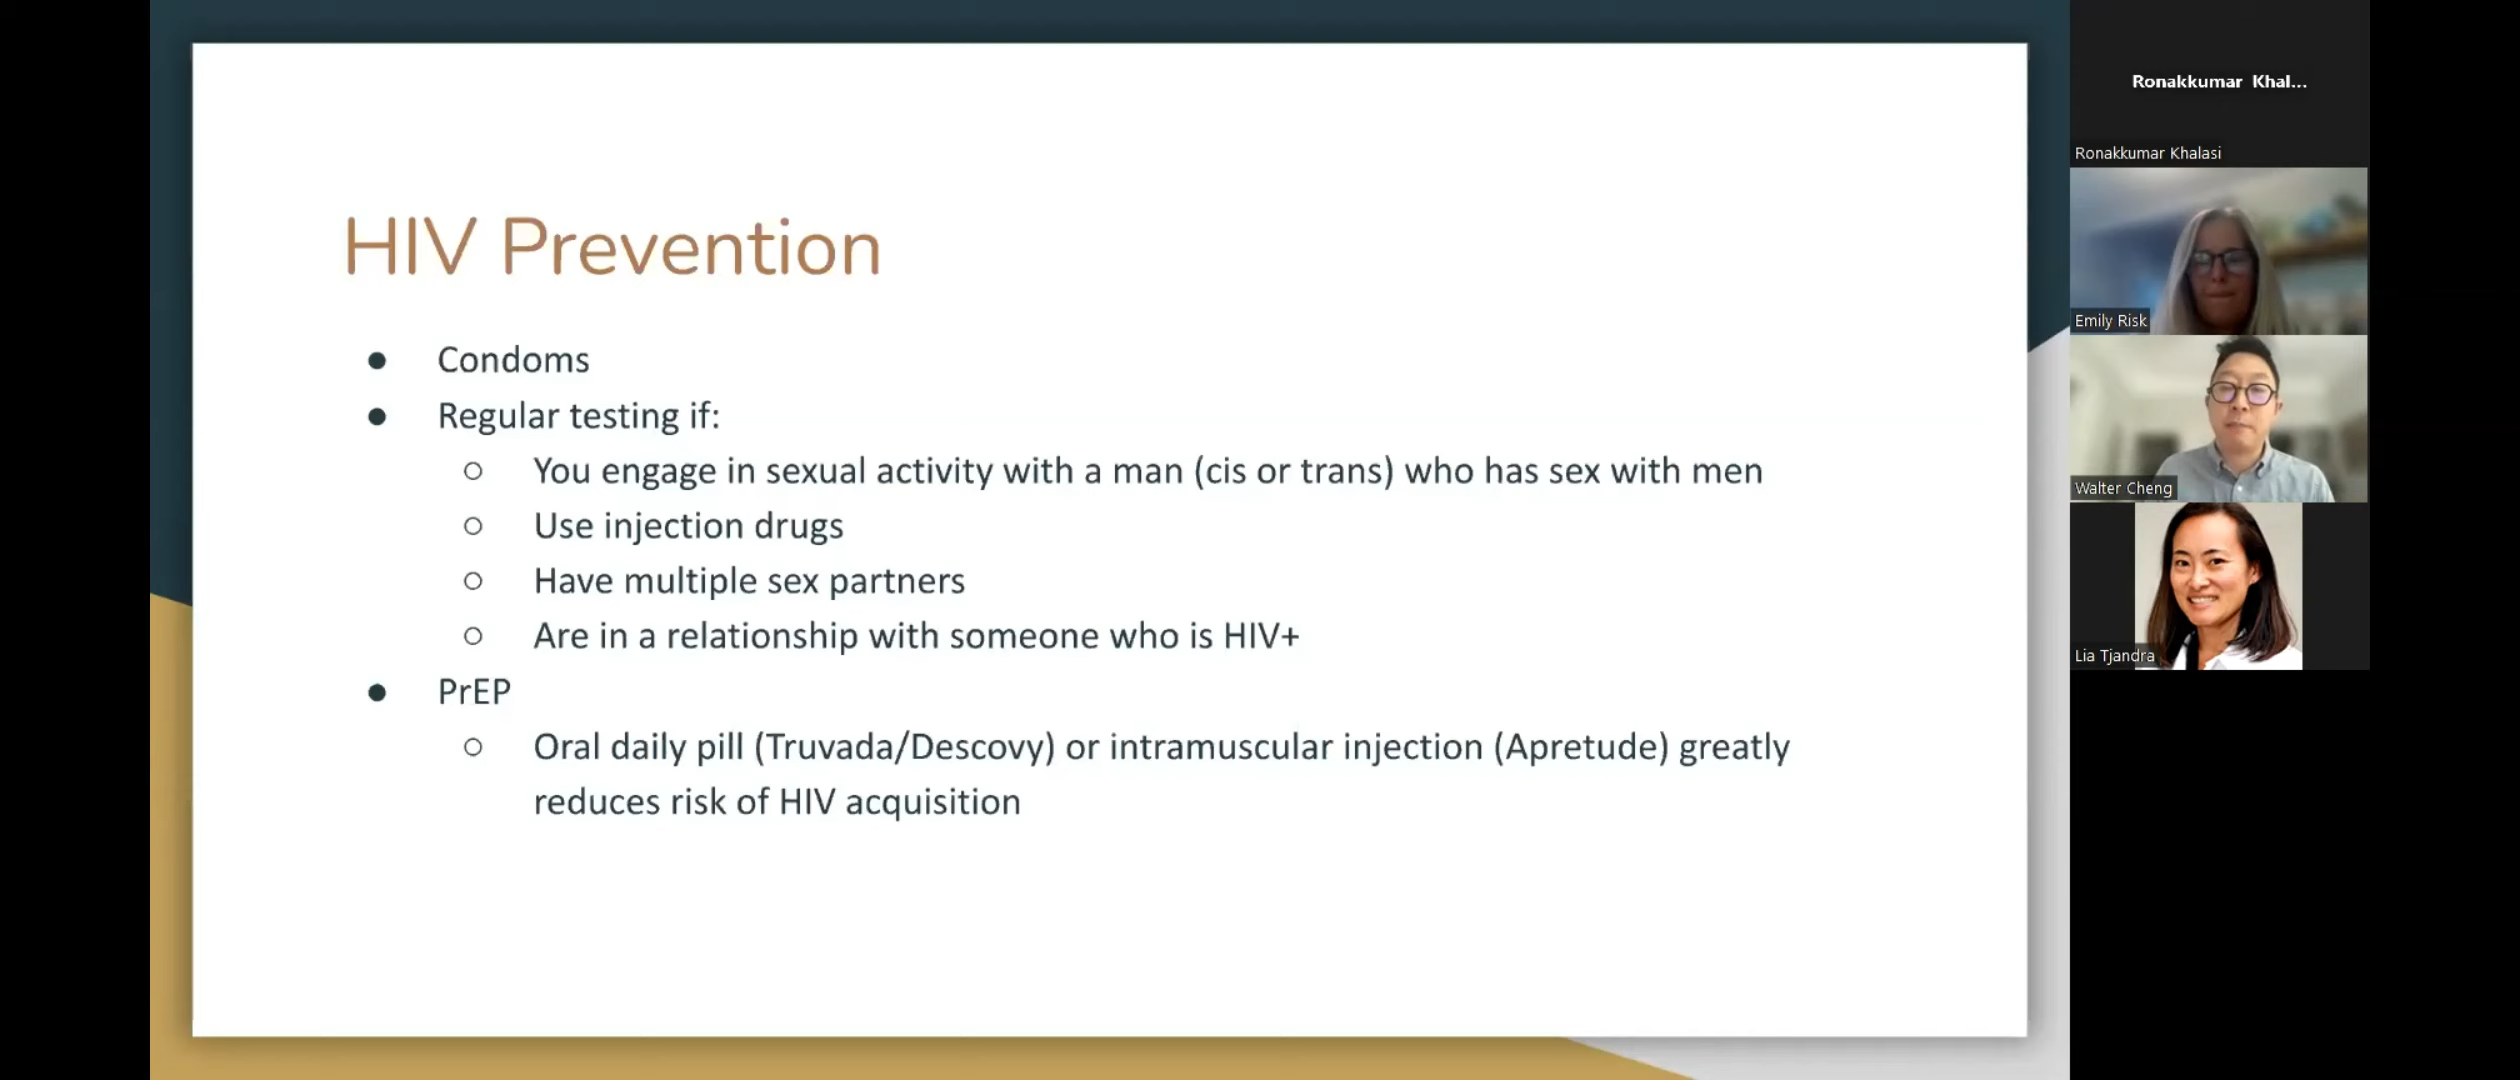 HIV Prevention
● Condoms
● Regular testing if:
○ You engage in sexual activity with a man (cis or trans) who has sex with men
○ Use injection drugs
○ Have multiple sex partners
○ Are in a relationship with someone who is HIV+
● PrEP
○ Oral daily pill (Truvada/Descovy) or intramuscular injection (Apretude) greatly
reduces risk of HIV acquisition
Ronakkumar Khal...
Ronakkumar Khalasi
Emily Risk
Walter Cheng
Lia Tjandra